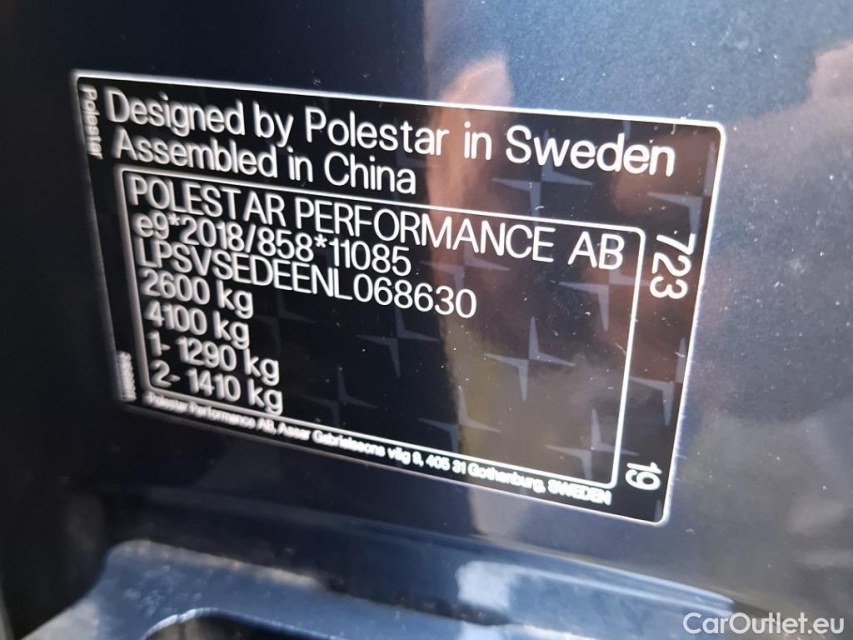 Polestar
Designed by Polestar in Sweden
Assembled in China
POLESTAR PERFORMANCE AB
e9*2018/858*11085
LPSVSEDEENL068630
2600 kg
4100 kg
1- 1290 kg
2- 1410 kg
Polestar Performance AB, Assar Gabrielssons väg 9, 405 31 Gothenburg, SWEDEN
723
19
CarOutlet.eu